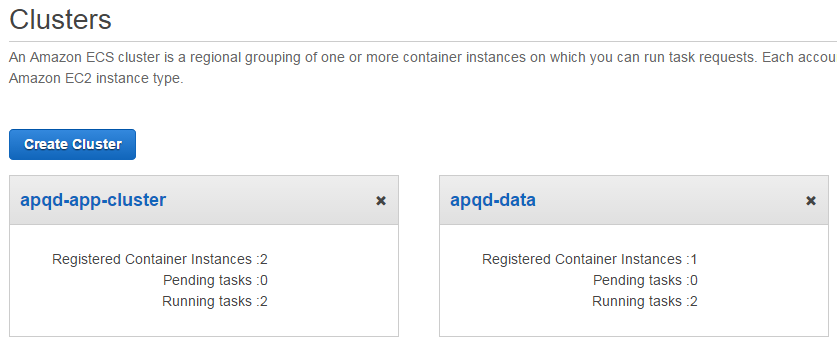 Clusters
An Amazon ECS cluster is a regional grouping of one or more container instances on which you can run task requests. Each accou
Amazon EC2 instance type.
Create Cluster
apqd-app-cluster
Registered Container Instances :2
Pending tasks :0
Running tasks :2
apqd-data
Registered Container Instances :1
Pending tasks :0
Running tasks :2